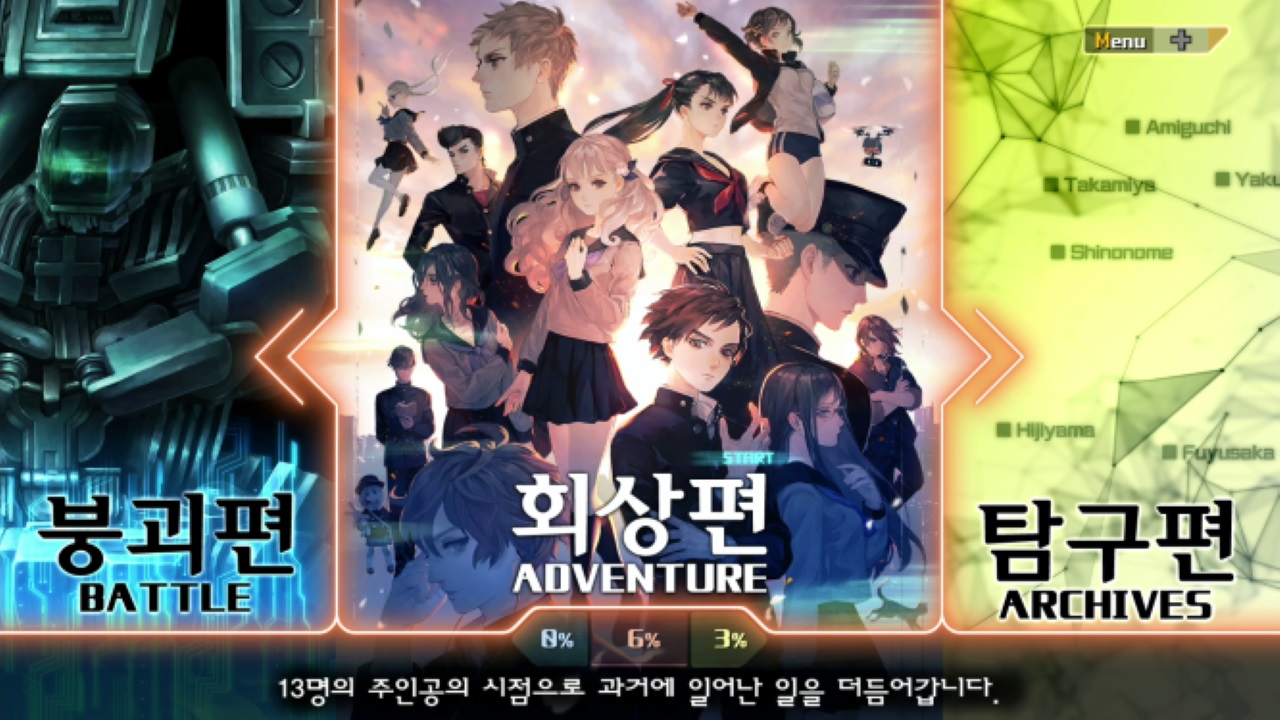 Menu
Amiguchi
Takamiya
Yaku
Shinonome
Hijiyama
Fuyusaka
START
붕괴편
BATTLE
회상편
ADVENTURE
탐구편
ARCHIVES
0% 6% 3%
13명의 주인공의 시점으로 과거에 일어난 일을 더듬어갑니다.